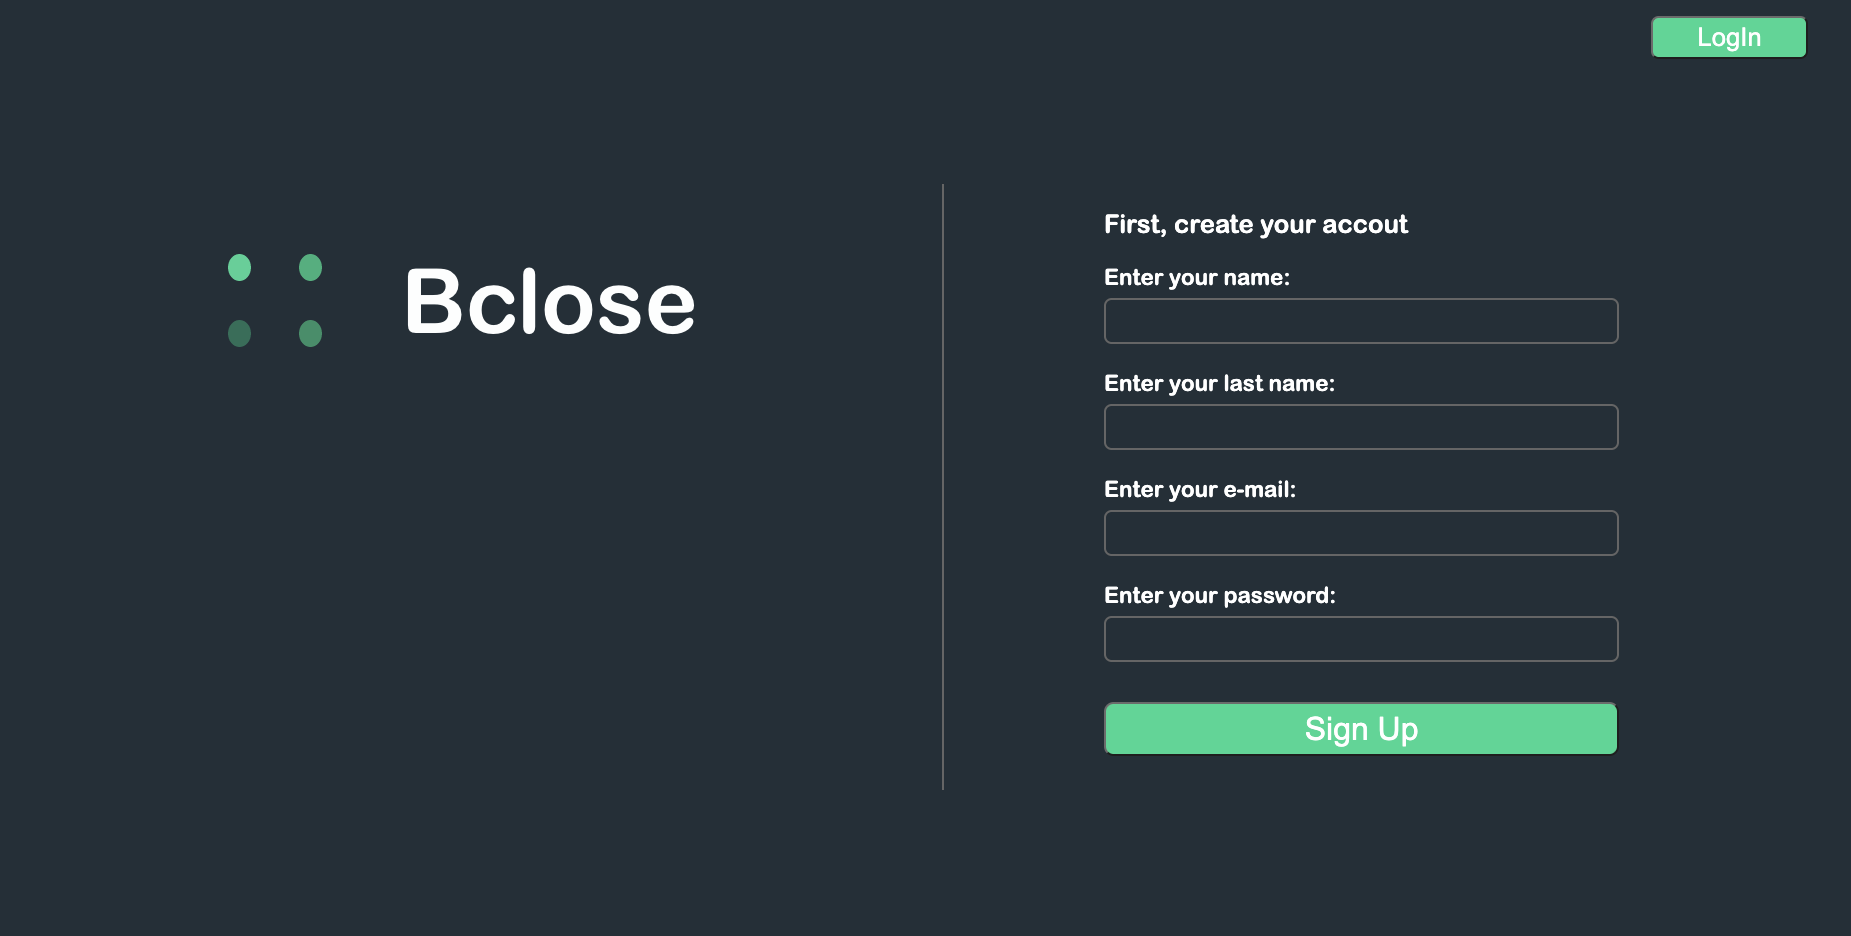 LogIn
Bclose
First, create your accout
Enter your name:
Enter your last name:
Enter your e-mail:
Enter your password:
Sign Up